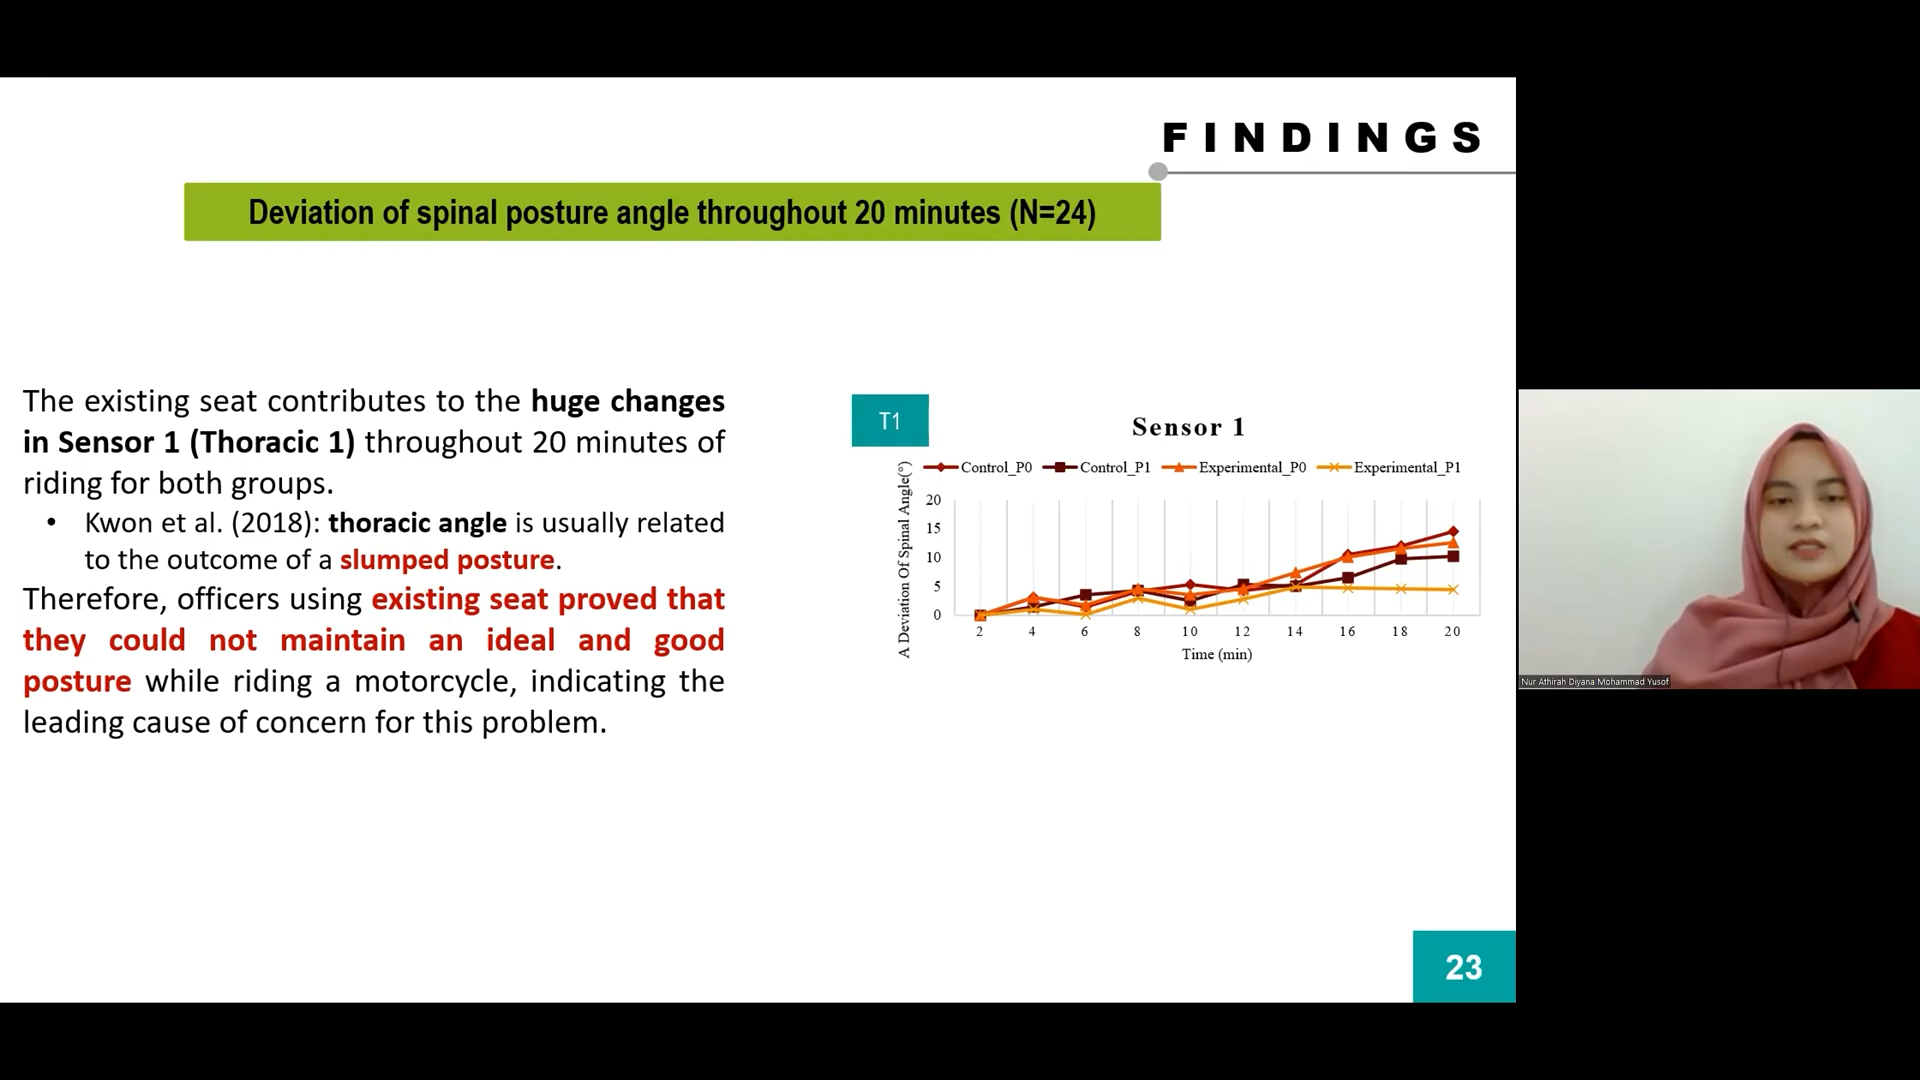 FINDINGS
Deviation of spinal posture angle throughout 20 minutes (N=24)
The existing seat contributes to the huge changes
in Sensor 1 (Thoracic 1) throughout 20 minutes of
riding for both groups.
• Kwon et al. (2018): thoracic angle is usually related
to the outcome of a slumped posture.
Therefore, officers using existing seat proved that
they could not maintain an ideal and good
posture while riding a motorcycle, indicating the
leading cause of concern for this problem.
T1
Sensor 1
Control_P0 Control_P1 Experimental_P0 Experimental_P1
A Deviation Of Spinal Angle(°)
20
15
10
5
0
2 4 6 8 10 12 14 16 18 20
Time (min)
Nur Athirah Diyana Mohammad Yusof
23